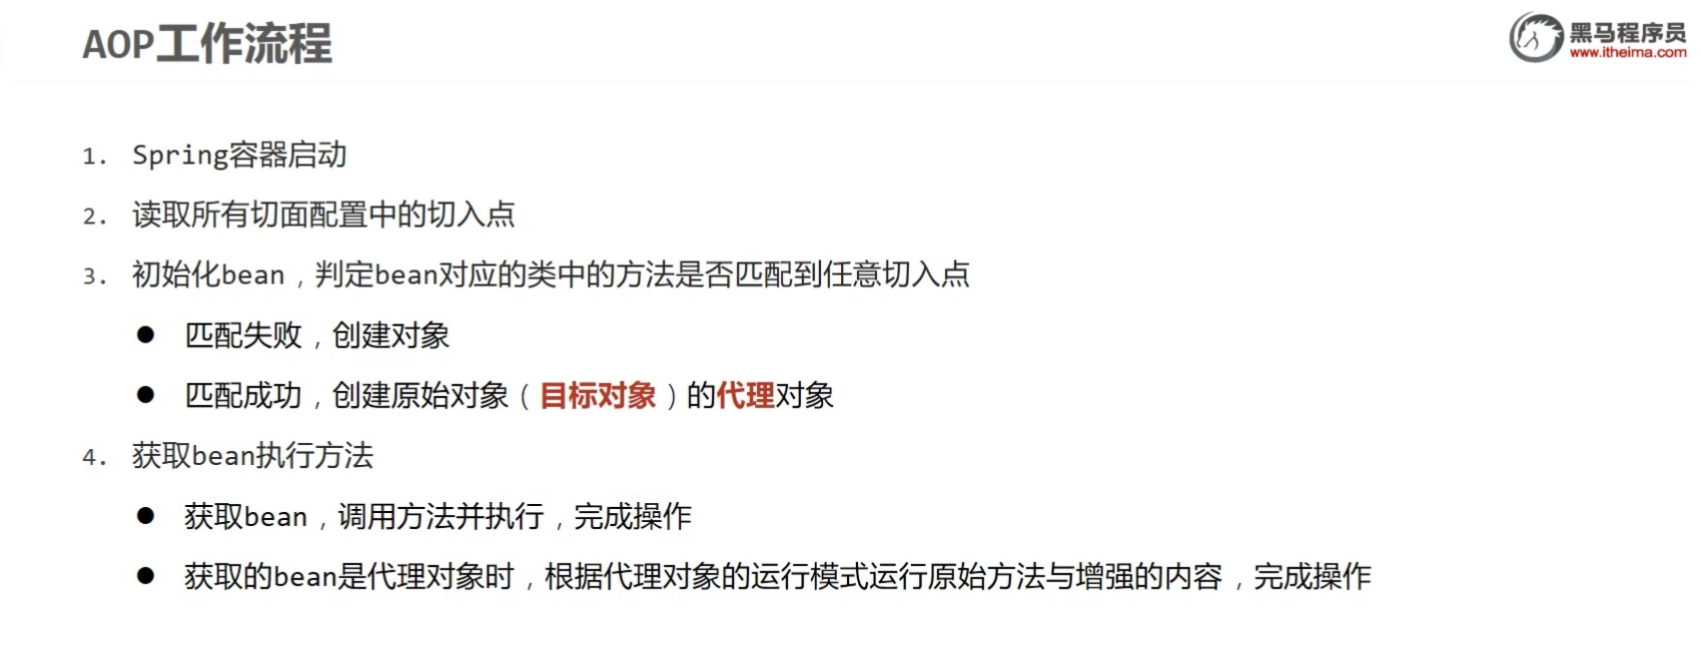 AOP工作流程
黑马程序员
www.itheima.com
1. Spring容器启动
2. 读取所有切面配置中的切入点
3. 初始化bean，判定bean对应的类中的方法是否匹配到任意切入点
● 匹配失败，创建对象
● 匹配成功，创建原始对象（目标对象）的代理对象
4. 获取bean执行方法
● 获取bean，调用方法并执行，完成操作
● 获取的bean是代理对象时，根据代理对象的运行模式运行原始方法与增强的内容，完成操作